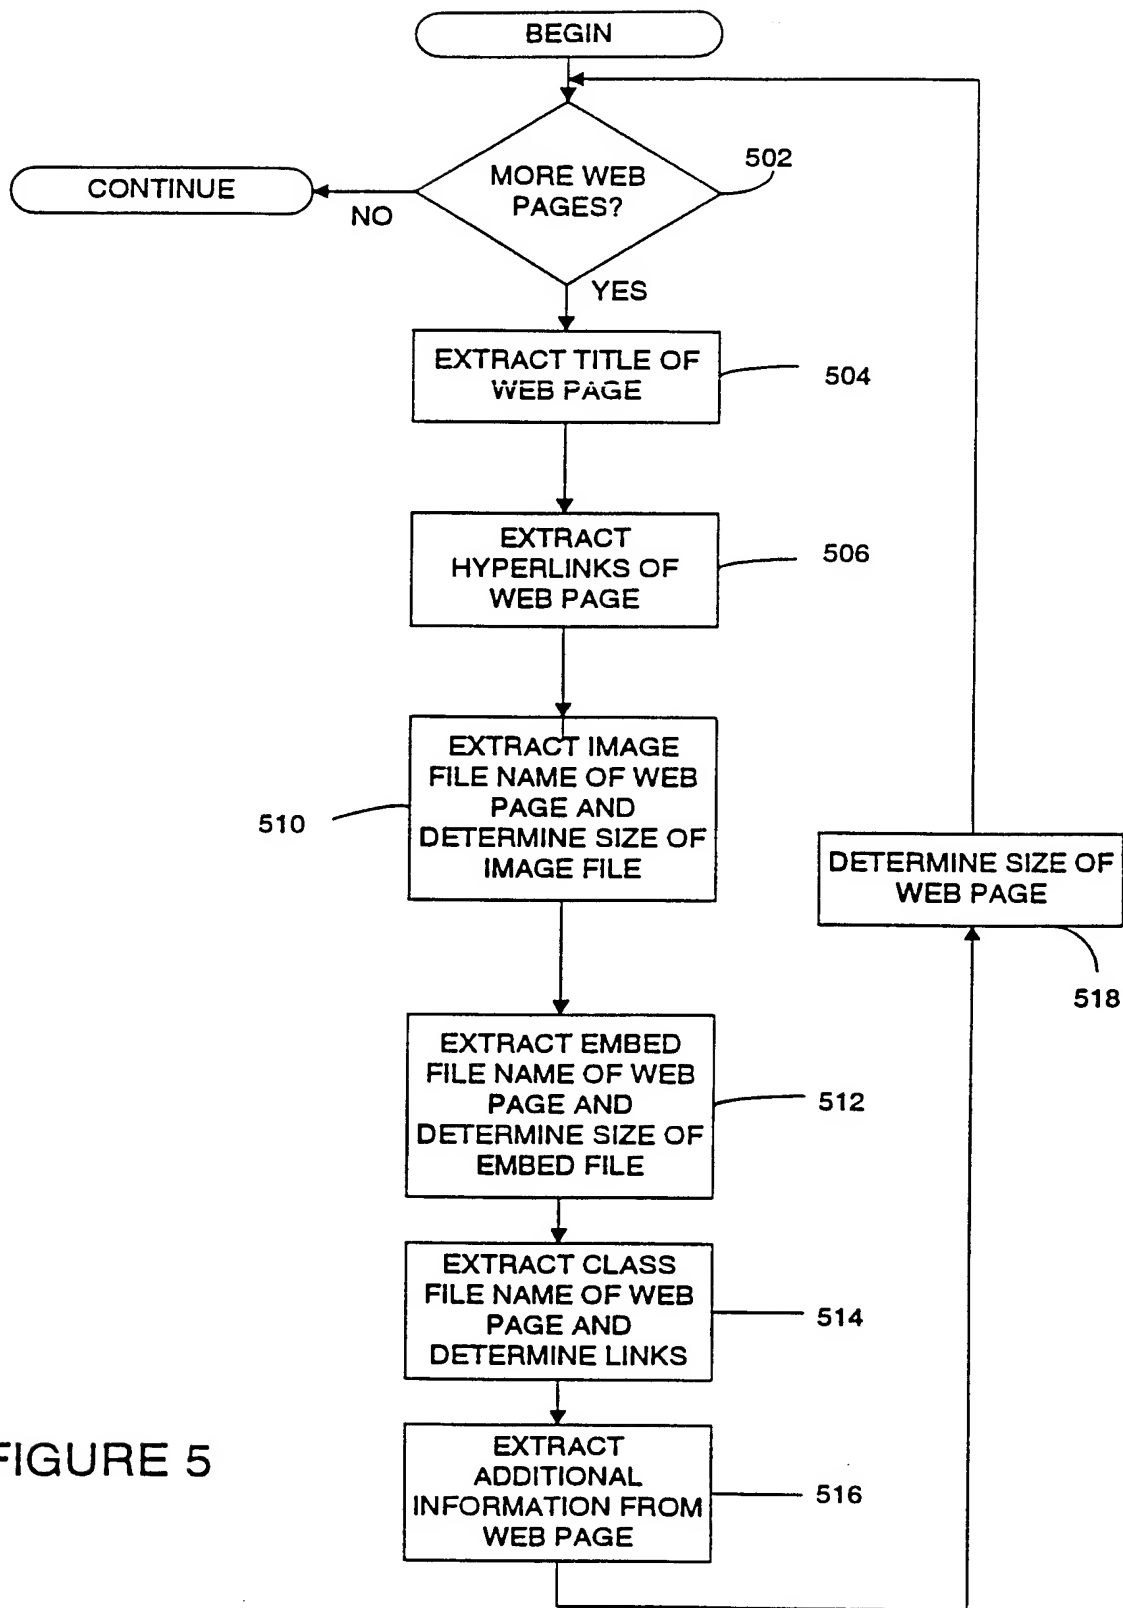 BEGIN
MORE WEB
PAGES?
502
CONTINUE
NO
YES
EXTRACT TITLE OF
WEB PAGE
504
EXTRACT
HYPERLINKS OF
WEB PAGE
506
EXTRACT IMAGE
FILE NAME OF WEB
PAGE AND
DETERMINE SIZE OF
IMAGE FILE
510
DETERMINE SIZE OF
WEB PAGE
518
EXTRACT EMBED
FILE NAME OF WEB
PAGE AND
DETERMINE SIZE OF
EMBED FILE
512
EXTRACT CLASS
FILE NAME OF WEB
PAGE AND
DETERMINE LINKS
514
EXTRACT
ADDITIONAL
INFORMATION FROM
WEB PAGE
516
FIGURE 5